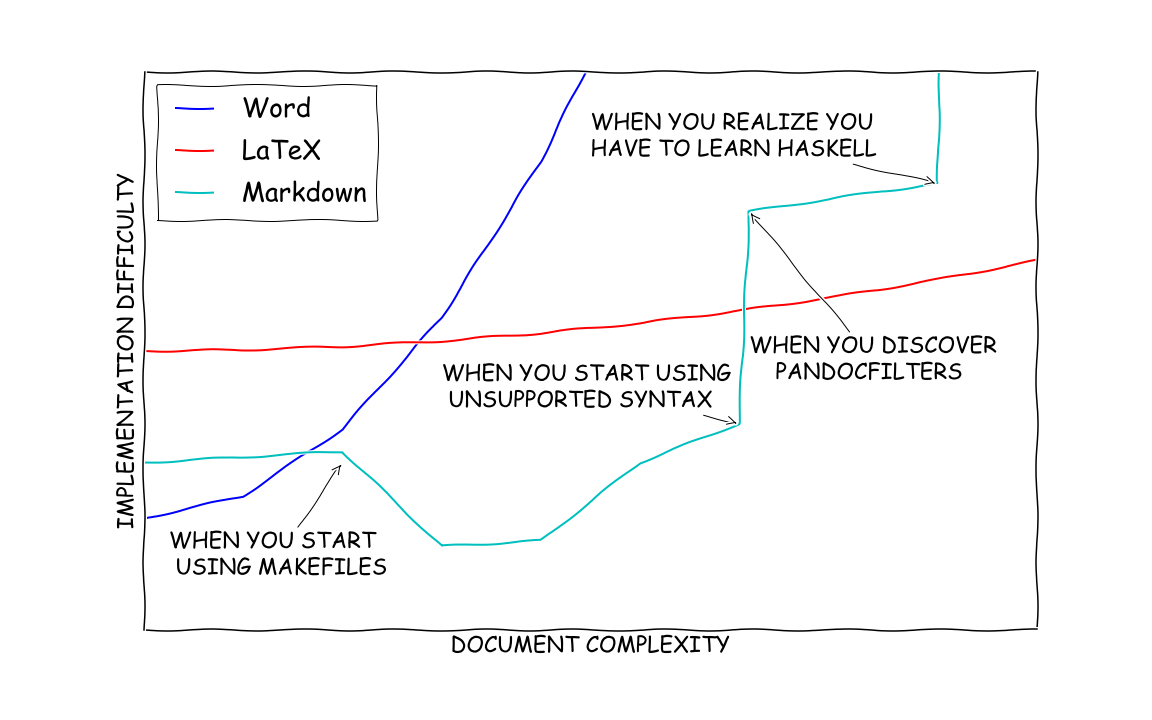 Word
LaTeX
Markdown
WHEN YOU REALIZE YOU
HAVE TO LEARN HASKELL
IMPLEMENTATION DIFFICULTY
WHEN YOU DISCOVER
PANDOCFILTERS
WHEN YOU START USING
UNSUPPORTED SYNTAX
WHEN YOU START
USING MAKEFILES
DOCUMENT COMPLEXITY